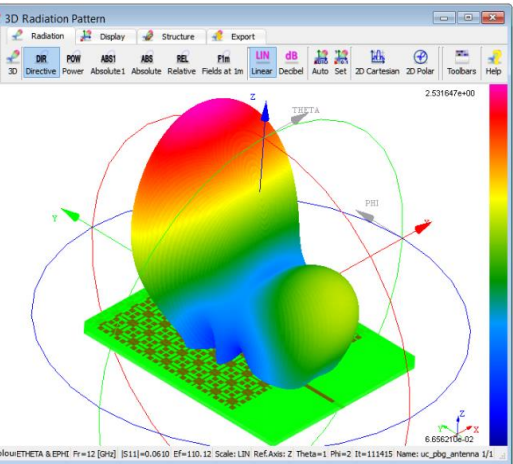 3D Radiation Pattern
Radiation Display Structure Export
DIR POW ABS1 ABS REL F1m LIN dB AUTO
3D Directive Power Absolute1 Absolute Relative Fields at 1m Linear Decibel Auto Set 2D Cartesian 2D Polar Toolbars Help
2.531647e+00
Z
THETA
PHI
Y
X
Z
Y X
6.656210e-02
ETHETA & EPHI Fr=12 [GHz] |S11|=0.0610 Ef=110.12 Scale: LIN Ref.Axis: Z Theta=1 Phi=2 It=111415 Name: uc_pbg_antenna 1/1